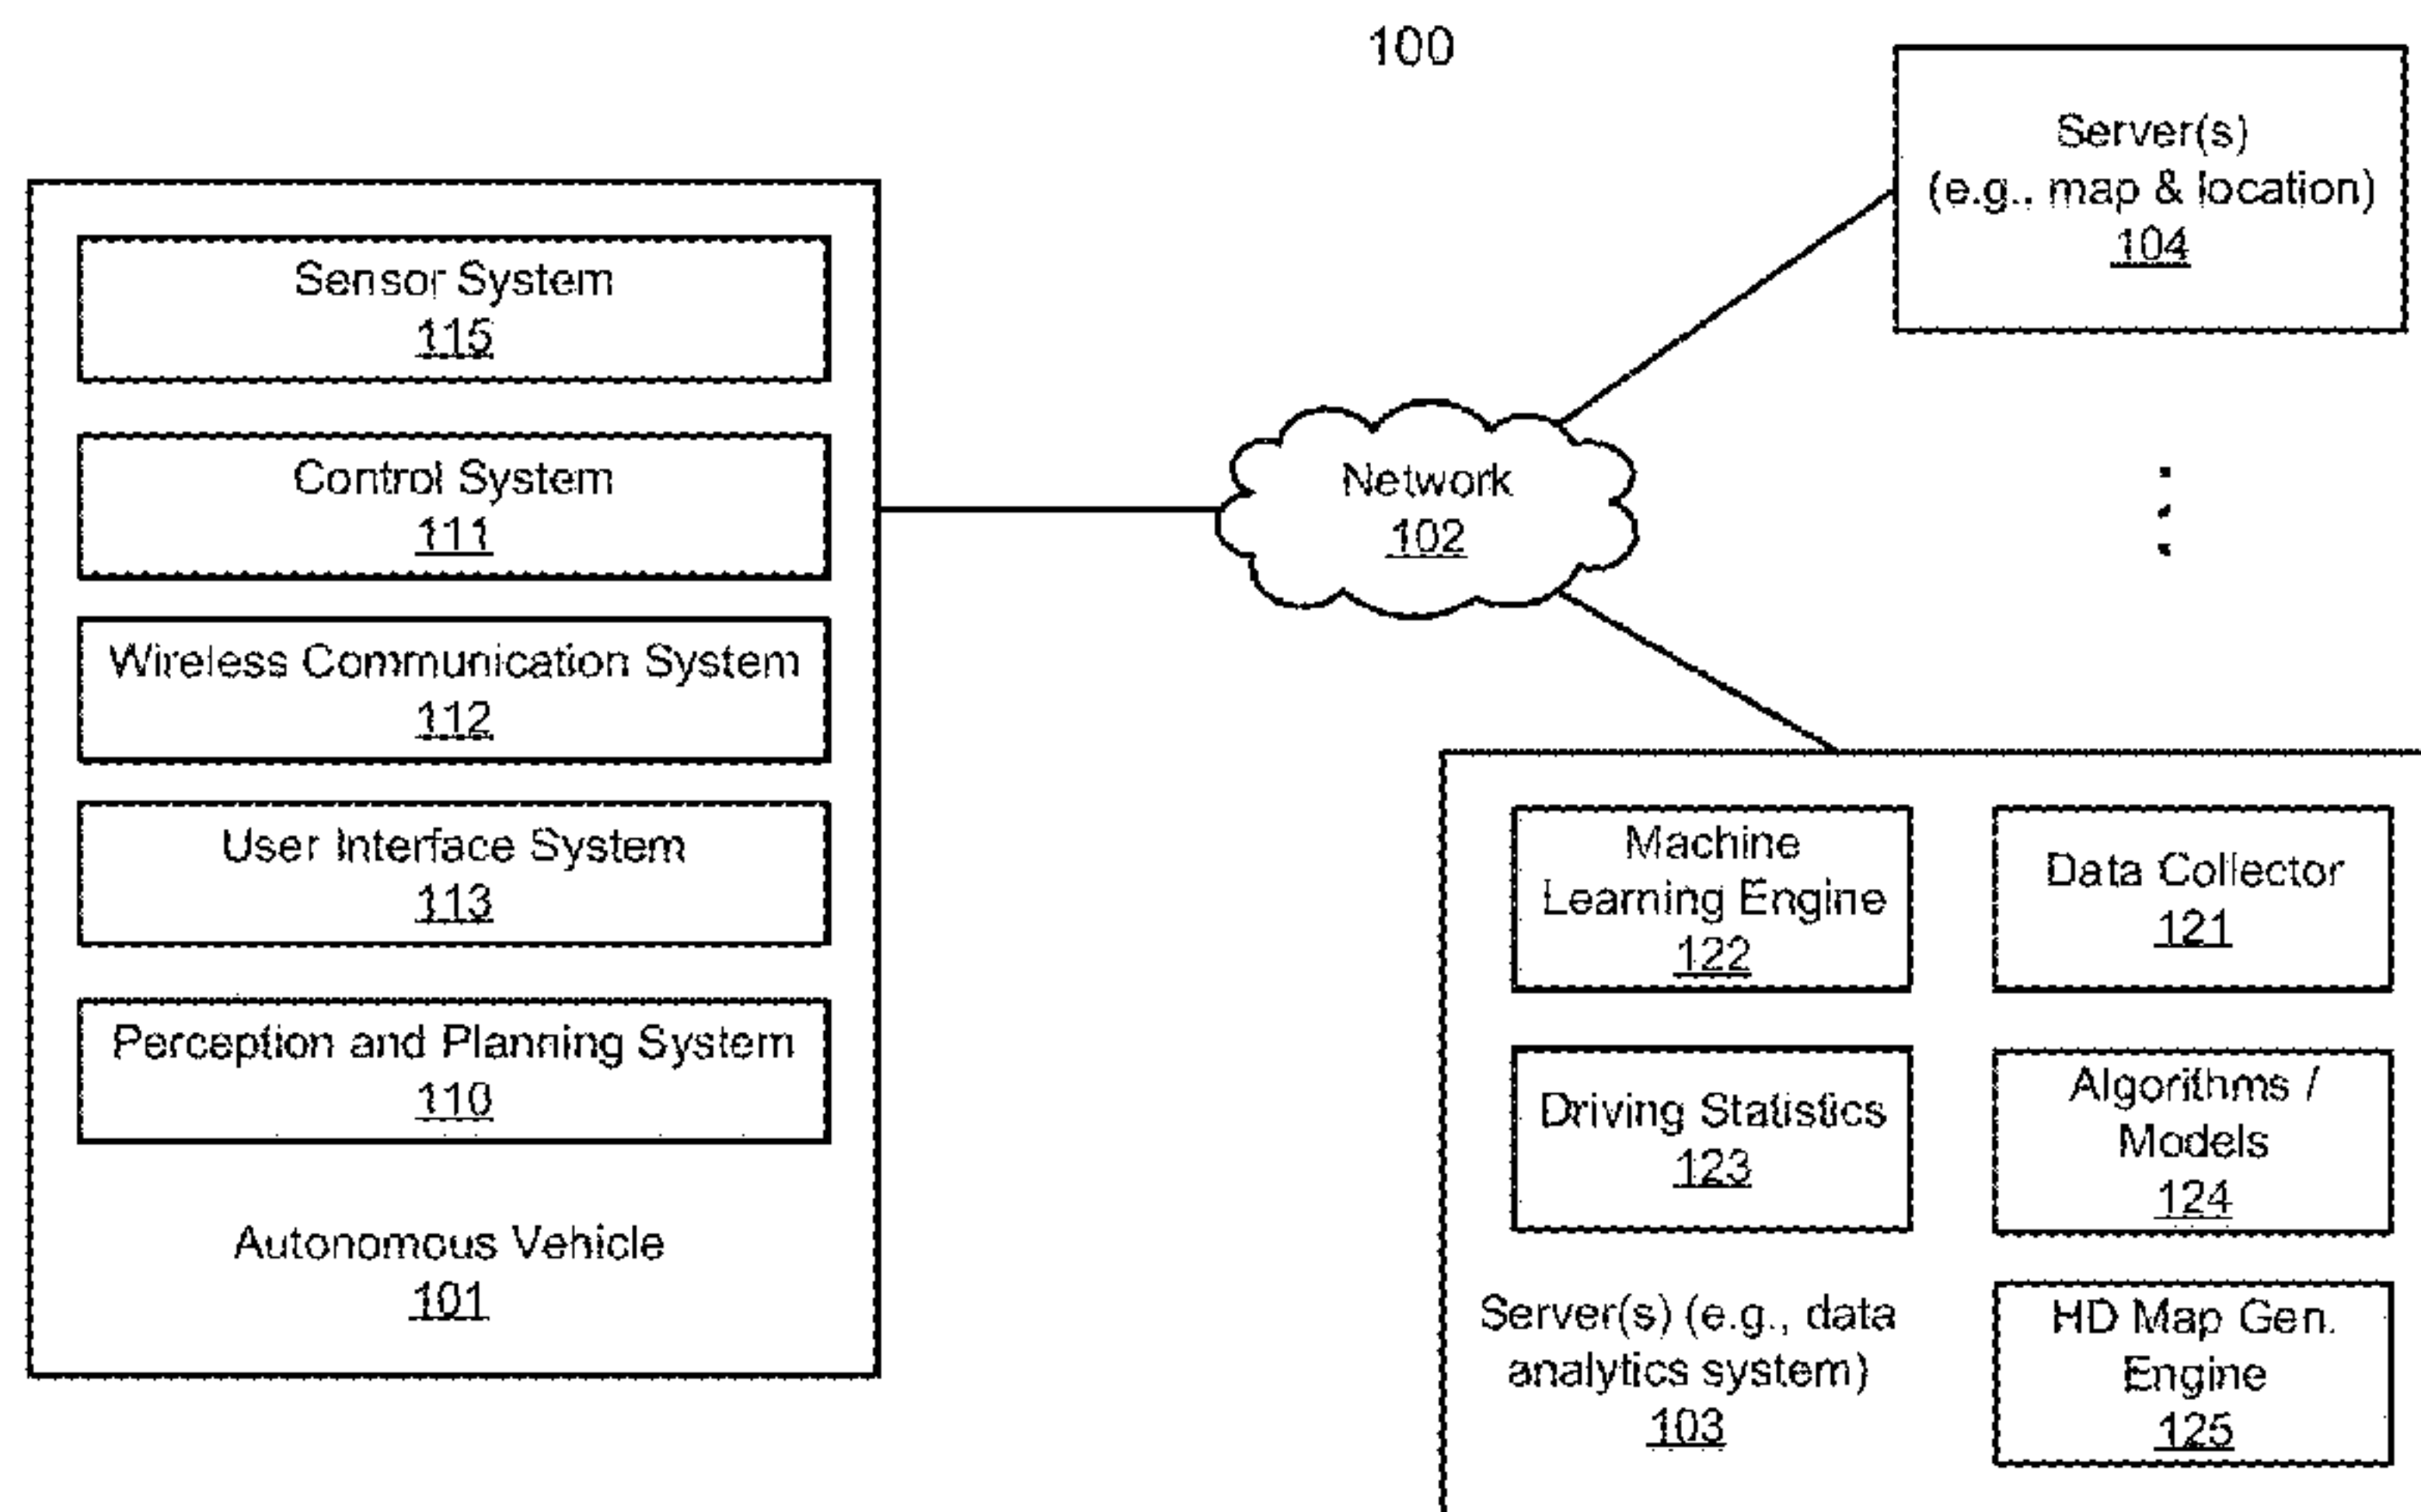 100
Sensor System
115
Control System
111
Wireless Communication System
112
User Interface System
113
Perception and Planning System
110
Autonomous Vehicle
101
Network
102
Server(s)
(e.g., map & location)
104
Machine
Learning Engine
122
Data Collector
121
Driving Statistics
123
Algorithms /
Models
124
Server(s) (e.g., data
analytics system)
103
HD Map Gen.
Engine
125